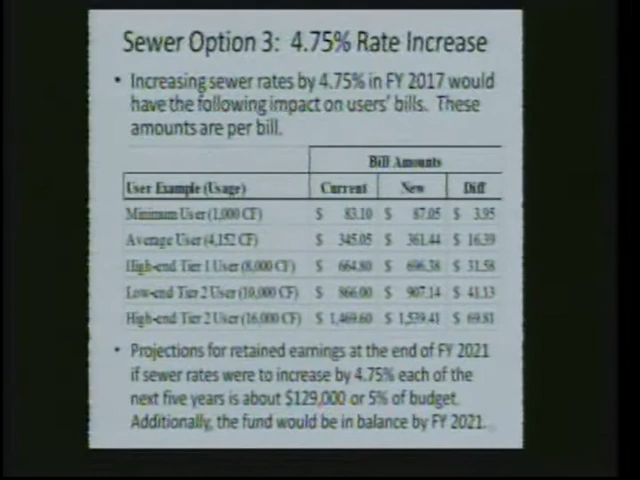 Sewer Option 3: 4.75% Rate Increase
• Increasing sewer rates by 4.75% in FY 2017 would
have the following impact on users' bills. These
amounts are per bill.
Bill Amounts
User Example (Usage) Current New Diff
Minimum User (1,000 CF) $ 83.10 $ 87.05 $ 3.95
Average User (4,152 CF) $ 345.05 $ 361.44 $ 16.39
High-end Tier 1 User (8,000 CF) $ 664.80 $ 696.38 $ 31.58
Low-end Tier 2 User (10,000 CF) $ 866.00 $ 907.14 $ 41.13
High-end Tier 2 User (16,000 CF) $ 1,469.60 $ 1,539.41 $ 69.81
• Projections for retained earnings at the end of FY 2021
if sewer rates were to increase by 4.75% each of the
next five years is about $129,000 or 5% of budget.
Additionally, the fund would be in balance by FY 2021.